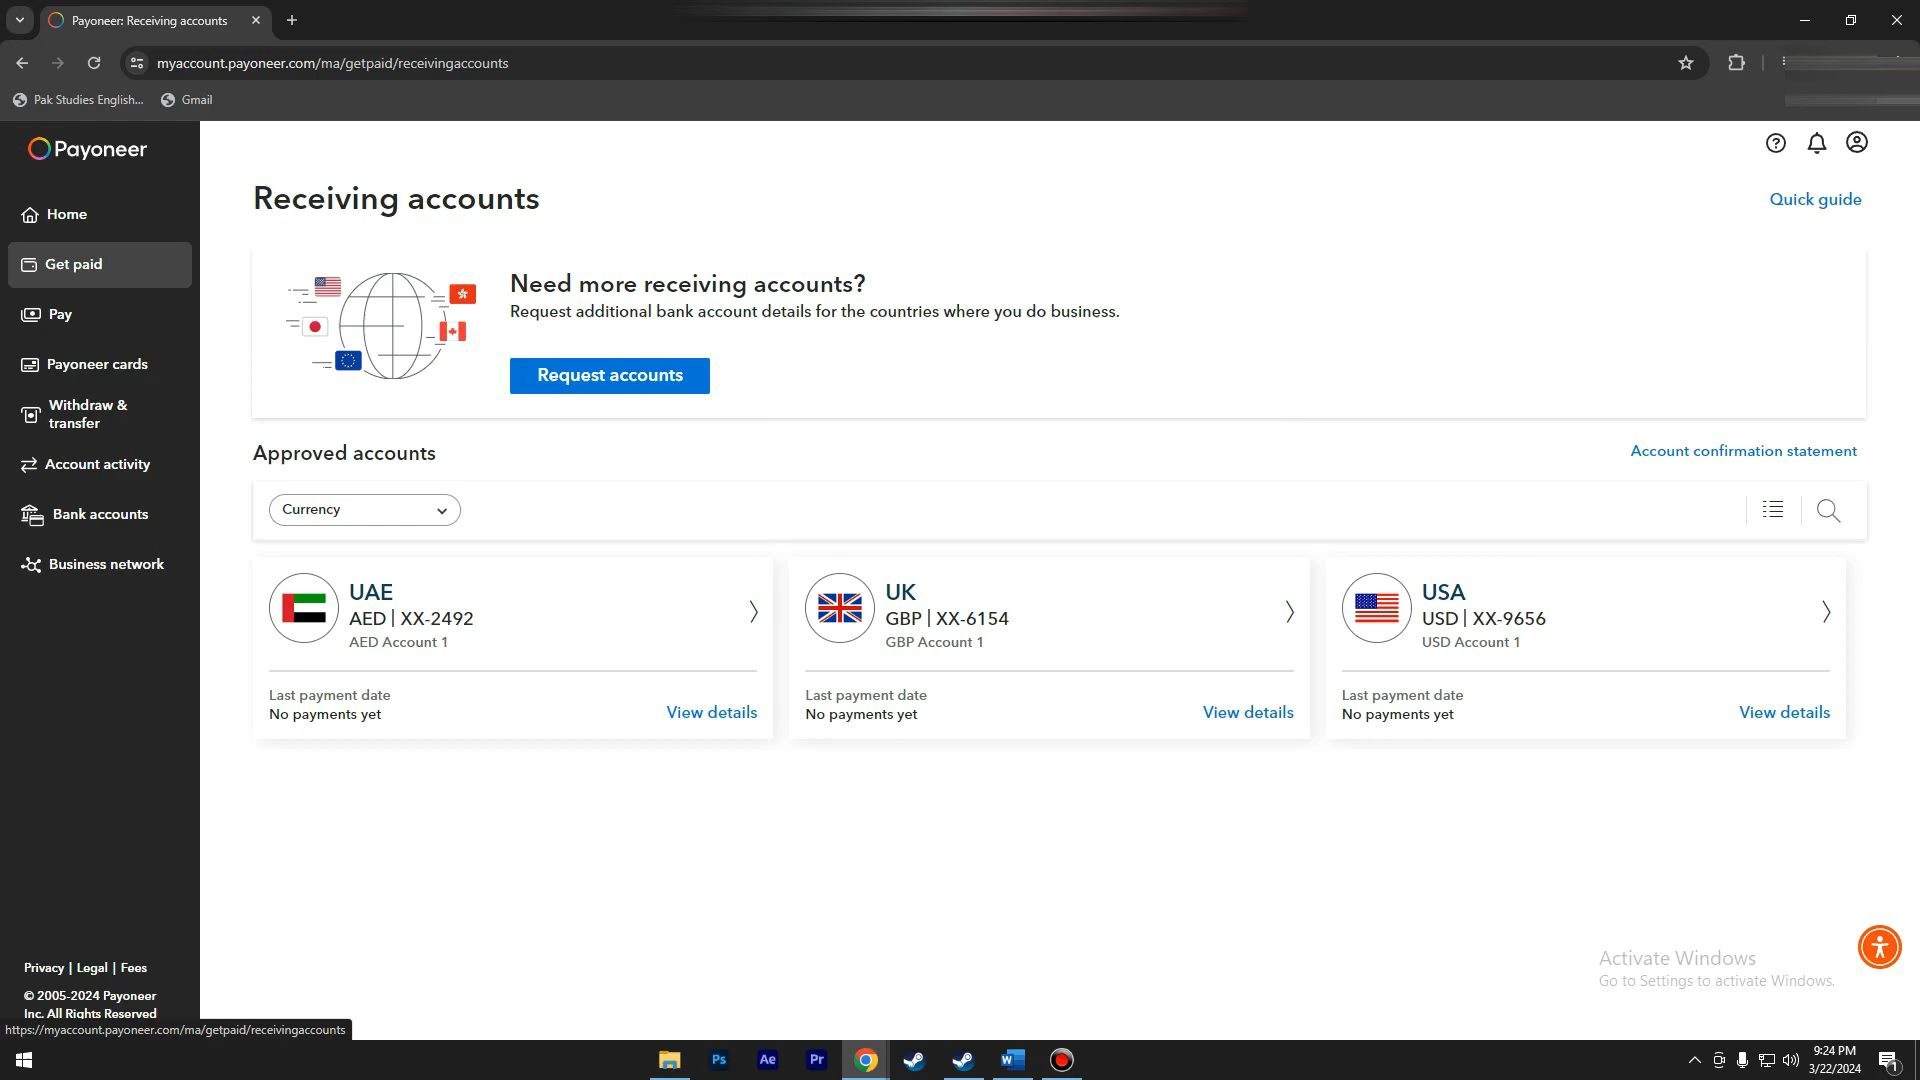 Payoneer: Receiving accounts
myaccount.payoneer.com/ma/getpaid/receivingaccounts
Pak Studies English...
Gmail
Payoneer
Home
Get paid
Pay
Payoneer cards
Withdraw &
transfer
Account activity
Bank accounts
Business network
Privacy | Legal | Fees
© 2005-2024 Payoneer
Inc. All Rights Reserved
https://myaccount.payoneer.com/ma/getpaid/receivingaccounts
Receiving accounts
Quick guide
Need more receiving accounts?
Request additional bank account details for the countries where you do business.
Request accounts
Approved accounts
Account confirmation statement
Currency
UAE
AED | XX-2492
AED Account 1
Last payment date
No payments yet
View details
UK
GBP | XX-6154
GBP Account 1
Last payment date
No payments yet
View details
USA
USD | XX-9656
USD Account 1
Last payment date
No payments yet
View details
Activate Windows
Go to Settings to activate Windows.
Ps
Ae
Pr
W
9:24 PM
3/22/2024
1